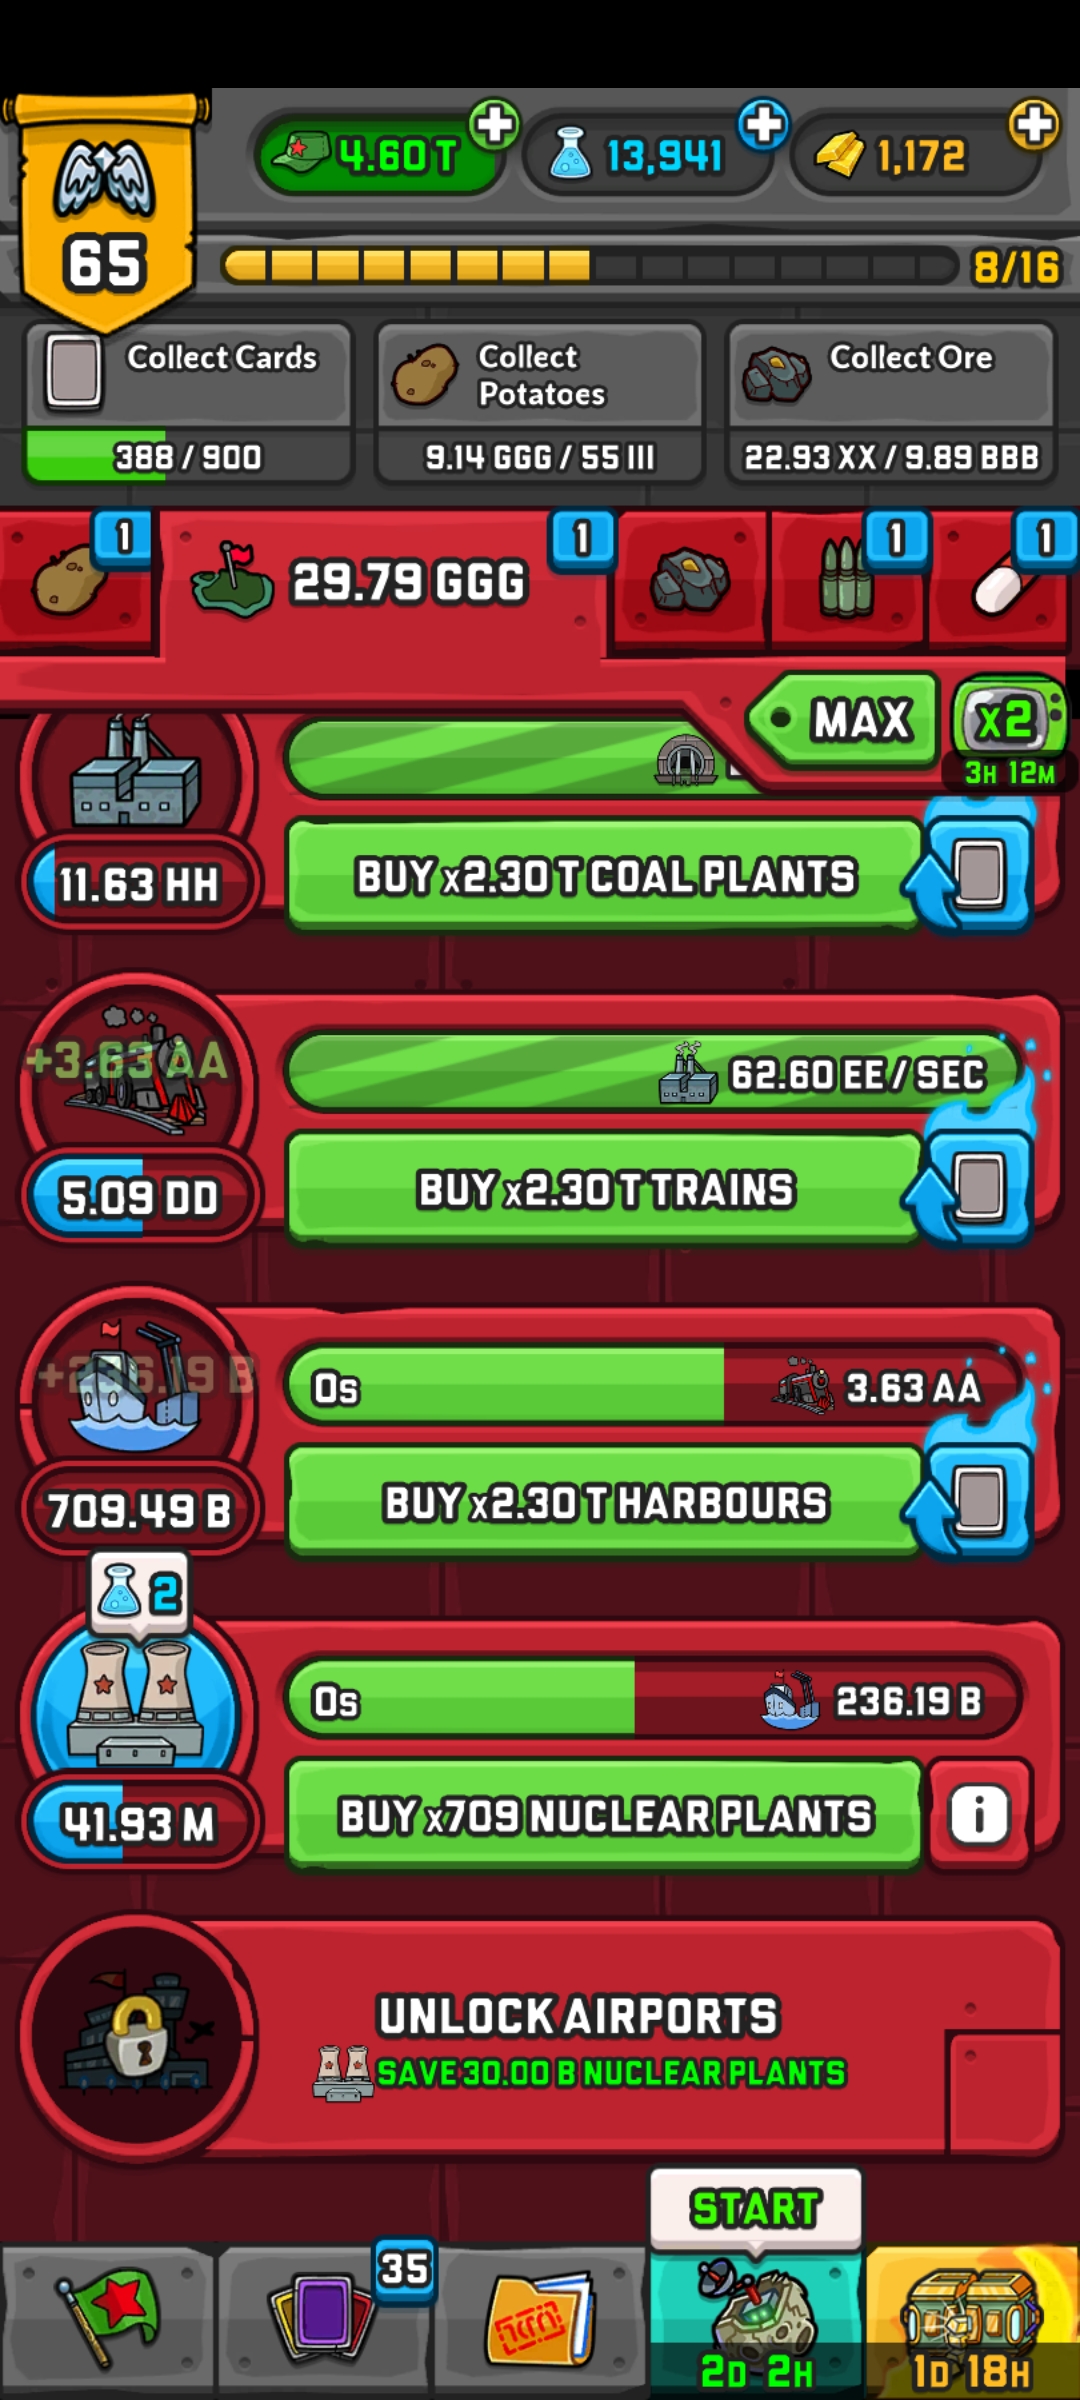 4.60 T
13,941
1,172
65
8/16
Collect Cards
388 / 900
Collect
Potatoes
9.14 GGG / 55 III
Collect Ore
22.93 XX / 9.89 BBB
1
29.79 GGG
1
1
1
MAX
x2
3H 12M
11.63 HH
BUY x2.30 T COAL PLANTS
+3.63 AA
62.60 EE / SEC
5.09 DD
BUY x2.30 T TRAINS
+236.19 B
0s
3.63 AA
709.49 B
BUY x2.30 T HARBOURS
2
0s
236.19 B
41.93 M
BUY x709 NUCLEAR PLANTS
i
UNLOCK AIRPORTS
SAVE 30.00 B NUCLEAR PLANTS
START
35
2D 2H
1D 18H